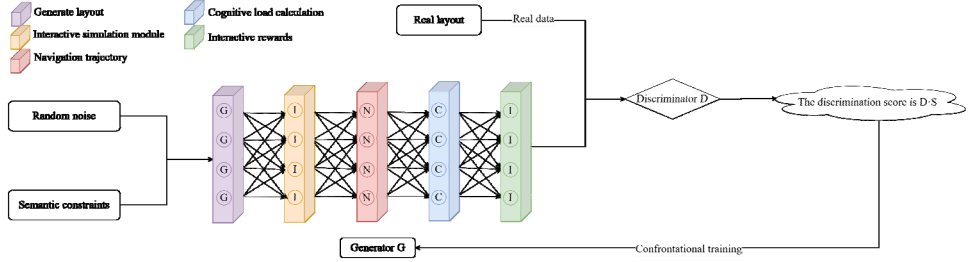 Generate layout
Cognitive load calculation
Interactive simulation module
Interactive rewards
Navigation trajectory
Real layout
Real data
Random noise
Semantic constraints
G I N C I
G I N C I
G I N C I
G I N C I
Discriminator D
The discrimination score is D·S
Generator G
Confrontational training